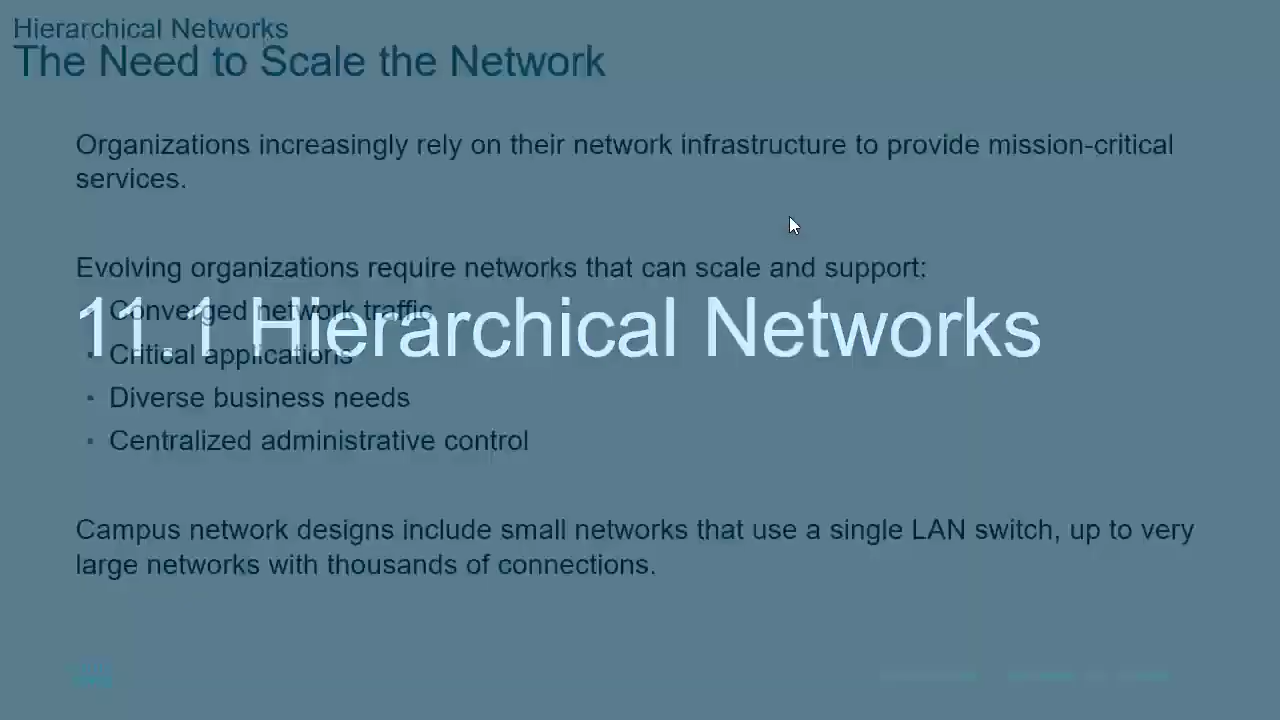 Hierarchical Networks
The Need to Scale the Network
Organizations increasingly rely on their network infrastructure to provide mission-critical
services.
Evolving organizations require networks that can scale and support:
• Converged network traffic
11.1 Hierarchical Networks
• Critical applications
• Diverse business needs
• Centralized administrative control
Campus network designs include small networks that use a single LAN switch, up to very
large networks with thousands of connections.